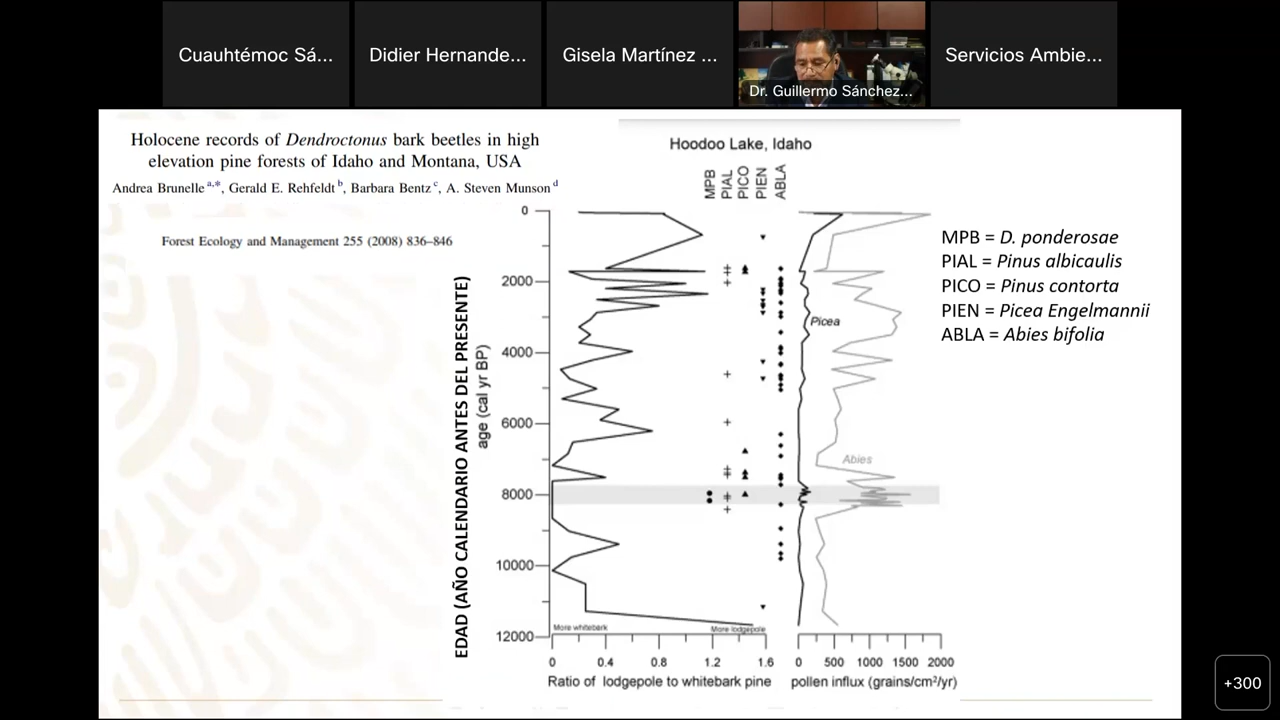 Cuauhtémoc Sá...
Didier Hernande...
Gisela Martínez ...
Dr. Guillermo Sánchez...
Servicios Ambie...
Holocene records of Dendroctonus bark beetles in high
elevation pine forests of Idaho and Montana, USA
Andrea Brunelle a,*, Gerald E. Rehfeldt b, Barbara Bentz c, A. Steven Munson d
Forest Ecology and Management 255 (2008) 836–846
Hoodoo Lake, Idaho
MPB
PIAL
PICO
PIEN
ABLA
EDAD (AÑO CALENDARIO ANTES DEL PRESENTE)
age (cal yr BP)
0
2000
4000
6000
8000
10000
12000
Picea
Abies
More whitebark
More lodgepole
0 0.4 0.8 1.2 1.6
Ratio of lodgepole to whitebark pine
0 500 1000 1500 2000
pollen influx (grains/cm²/yr)
MPB = D. ponderosae
PIAL = Pinus albicaulis
PICO = Pinus contorta
PIEN = Picea Engelmannii
ABLA = Abies bifolia
+300